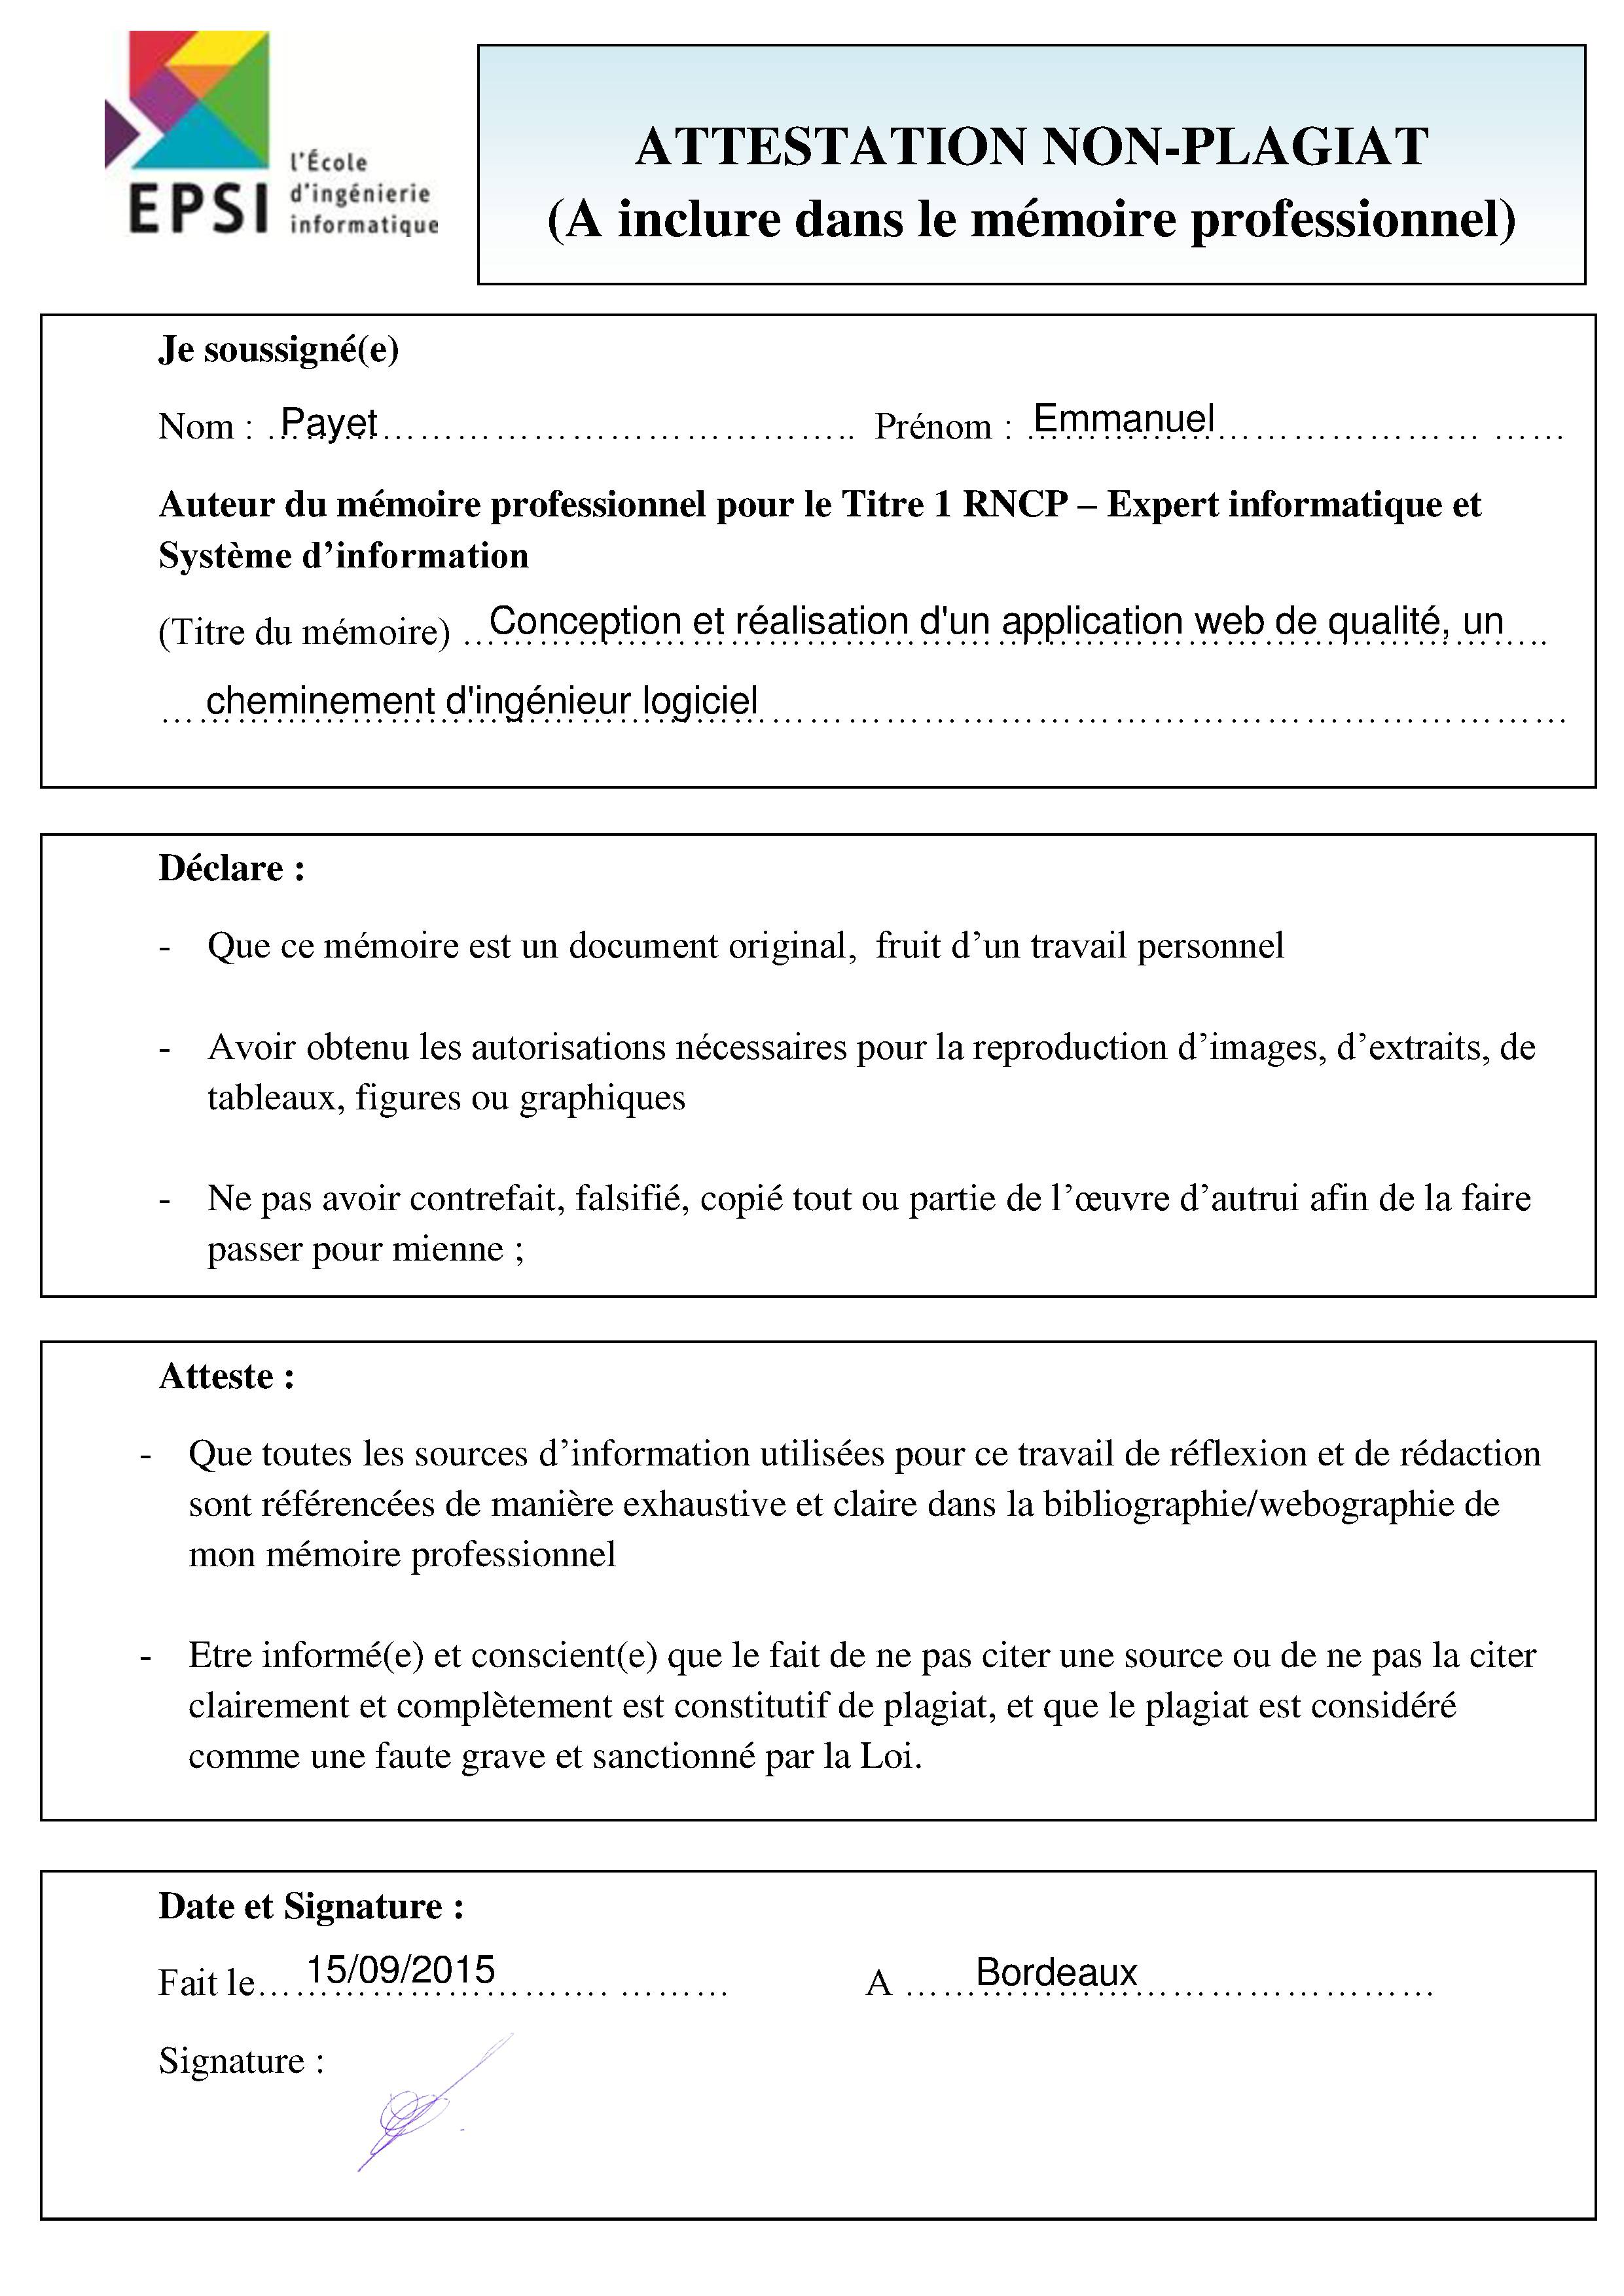 l'École
d'ingénierie
EPSI informatique
ATTESTATION NON-PLAGIAT
(A inclure dans le mémoire professionnel)
Je soussigné(e)
Nom : Payet Prénom : Emmanuel
Auteur du mémoire professionnel pour le Titre 1 RNCP – Expert informatique et
Système d’information
(Titre du mémoire) Conception et réalisation d'un application web de qualité, un
cheminement d'ingénieur logiciel
Déclare :
- Que ce mémoire est un document original, fruit d’un travail personnel
- Avoir obtenu les autorisations nécessaires pour la reproduction d’images, d’extraits, de
tableaux, figures ou graphiques
- Ne pas avoir contrefait, falsifié, copié tout ou partie de l’œuvre d’autrui afin de la faire
passer pour mienne ;
Atteste :
- Que toutes les sources d’information utilisées pour ce travail de réflexion et de rédaction
sont référencées de manière exhaustive et claire dans la bibliographie/webographie de
mon mémoire professionnel
- Etre informé(e) et conscient(e) que le fait de ne pas citer une source ou de ne pas la citer
clairement et complètement est constitutif de plagiat, et que le plagiat est considéré
comme une faute grave et sanctionné par la Loi.
Date et Signature :
Fait le 15/09/2015 A Bordeaux
Signature :